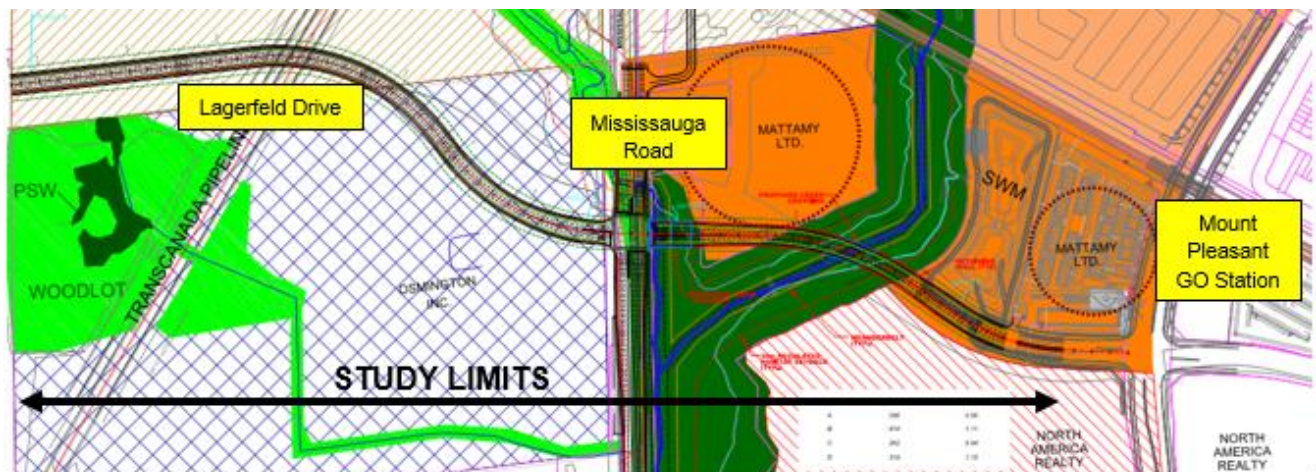 Lagerfeld Drive
Mississauga
Road
MATTAMY
LTD.
PSW
WOODLOT
TRANSCANADA PIPELIN
OSMINGTON
INC.
SWM
MATTAMY
LTD.
Mount
Pleasant
GO Station
STUDY LIMITS
NORTH
AMERICA
REALTY
NORTH
AMERICA
REALTY